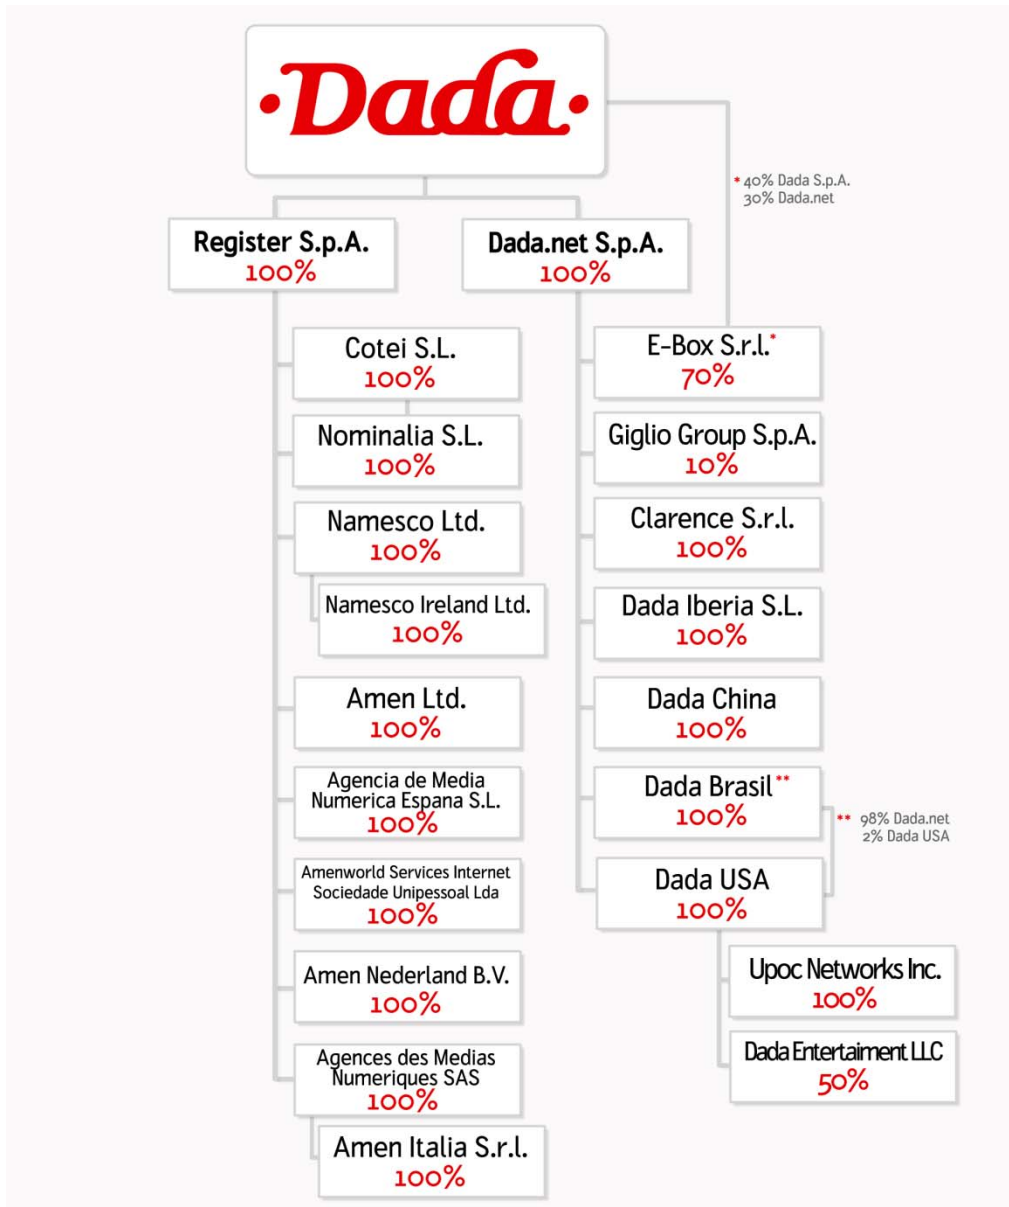 ·Dada·
* 40% Dada S.p.A.
30% Dada.net
Register S.p.A.
100%
Dada.net S.p.A.
100%
Cotei S.L.
100%
Nominalia S.L.
100%
Namesco Ltd.
100%
Namesco Ireland Ltd.
100%
Amen Ltd.
100%
Agencia de Media
Numerica Espana S.L.
100%
Amenworld Services Internet
Sociedade Unipessoal Lda
100%
Amen Nederland B.V.
100%
Agences des Medias
Numeriques SAS
100%
Amen Italia S.r.l.
100%
E-Box S.r.l.*
70%
Giglio Group S.p.A.
10%
Clarence S.r.l.
100%
Dada Iberia S.L.
100%
Dada China
100%
Dada Brasil**
100%
** 98% Dada.net
2% Dada USA
Dada USA
100%
Upoc Networks Inc.
100%
Dada Entertaiment LLC
50%